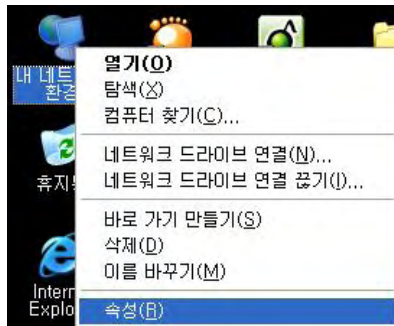 내 네트
환경
열기(O)
탐색(X)
컴퓨터 찾기(C)...
네트워크 드라이브 연결(N)...
네트워크 드라이브 연결 끊기(I)...
바로 가기 만들기(S)
삭제(D)
이름 바꾸기(M)
속성(R)
휴지
Intern
Explo